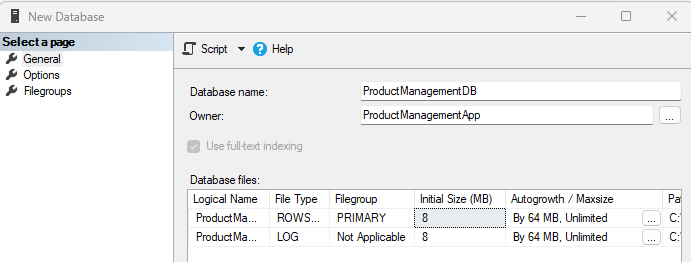 New Database
Select a page
General
Options
Filegroups
Script Help
Database name: ProductManagementDB
Owner: ProductManagementApp ...
Use full-text indexing
Database files:
Logical Name File Type Filegroup Initial Size (MB) Autogrowth / Maxsize Pat
ProductMa... ROWS... PRIMARY 8 By 64 MB, Unlimited ... C:\
ProductMa... LOG Not Applicable 8 By 64 MB, Unlimited ... C:\